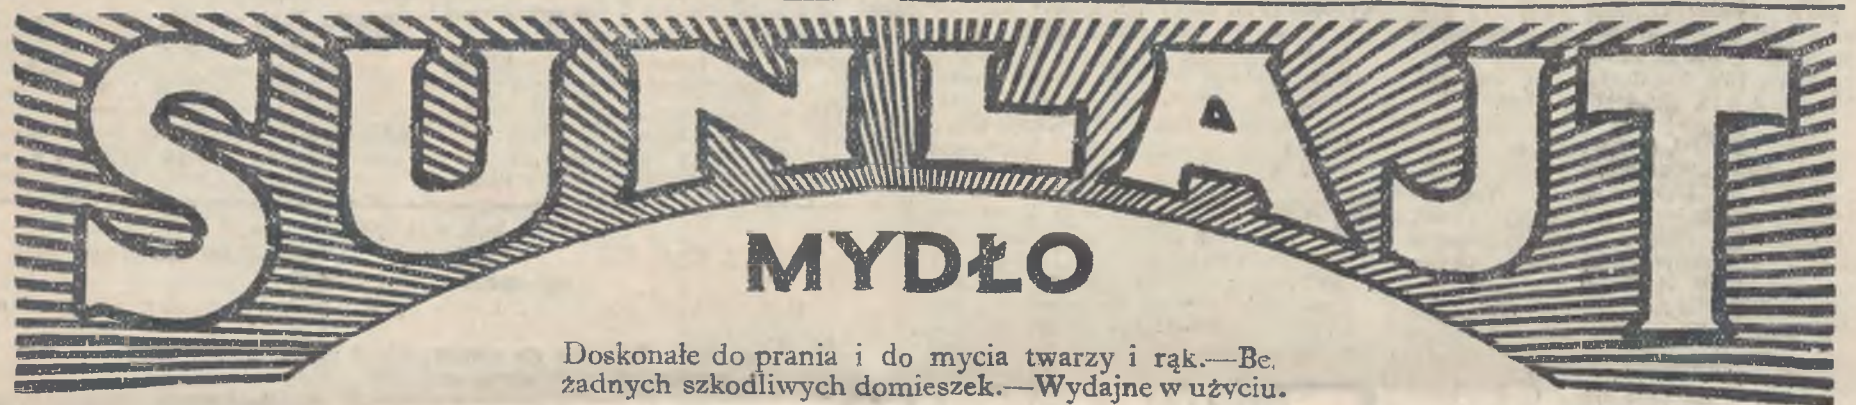 SUNLAJT
MYDŁO
Doskonałe do prania i do mycia twarzy i rąk.—Be
żadnych szkodliwych domieszek.—Wydajne w użyciu.